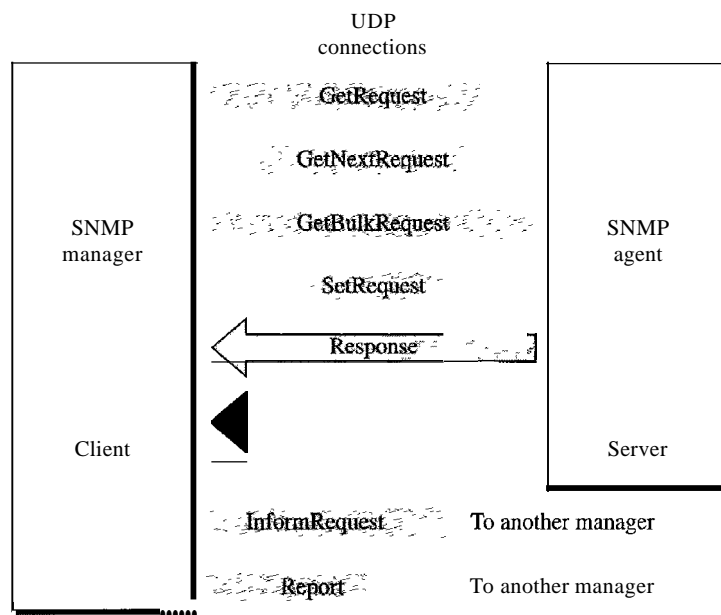 UDP
connections
GetRequest
GetNextRequest
SNMP
manager
GetBulkRequest
SNMP
agent
SetRequest
Response
Client
Server
InformRequest To another manager
Report To another manager